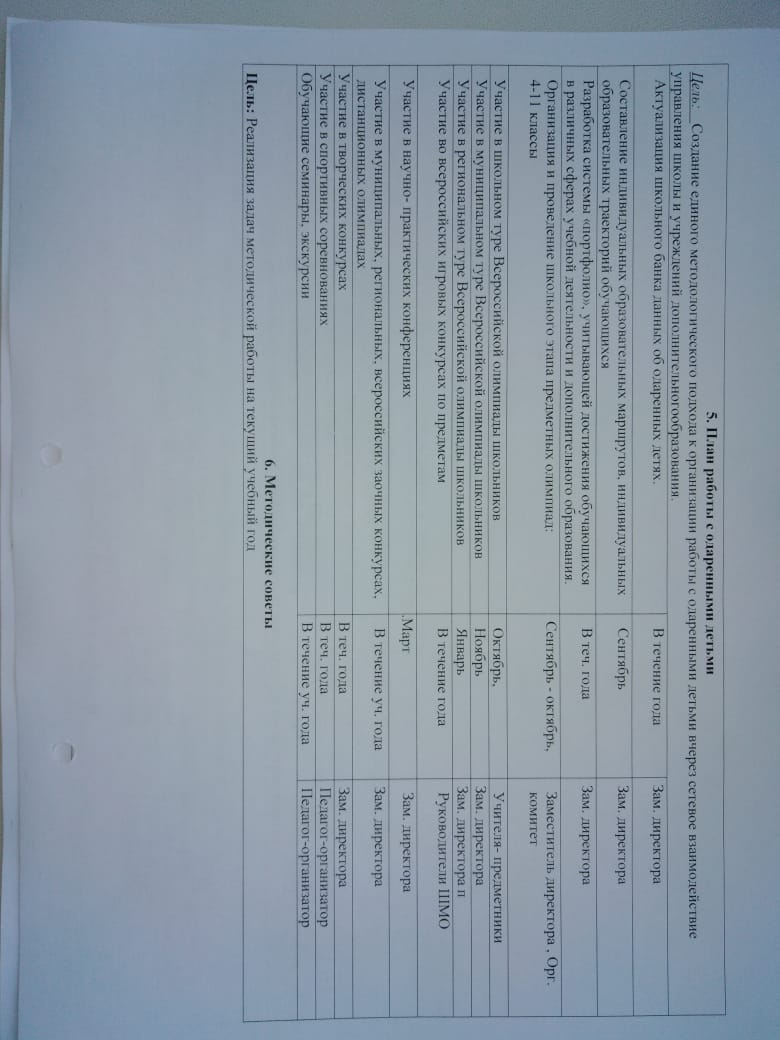 5. План работы с одаренными детьми
Цель: Создание единого методологического подхода к организации работы с одаренными детьми вчерез сетевое взаимодействие
управления школы и учреждений дополнительногообразования.
Актуализация школьного банка данных об одаренных детях. В течение года Зам. директора
Составление индивидуальных образовательных маршрутов, индивидуальных Сентябрь Зам. директора
образовательных траекторий обучающихся
Разработка системы «портфолио», учитывающей достижения обучающихся В теч. года Зам. директора
в различных сферах учебной деятельности и дополнительного образования.
Организация и проведение школьного этапа предметных олимпиад: Сентябрь - октябрь, Заместитель директора , Орг.
4-11 классы комитет
Участие в школьном туре Всероссийской олимпиады школьников Октябрь, Учителя- предметники
Участие в муниципальном туре Всероссийской олимпиады школьников Ноябрь Зам. директора
Участие в региональном туре Всероссийской олимпиады школьников Январь Зам. директора п
Участие во всероссийских игровых конкурсах по предметам В течение года Руководители ШМО
Участие в научно- практических конференциях .Март Зам. директора
Участие в муниципальных, региональных, всероссийских заочных конкурсах, В течение уч. года Зам. директора
дистанционных олимпиадах
Участие в творческих конкурсах В теч. года Зам. директора
Участие в спортивных соревнованиях В теч. года Педагог-организатор
Обучающие семинары, экскурсии В течение уч. года Педагог-организатор
6. Методические советы
Цель: Реализация задач методической работы на текущий учебный год